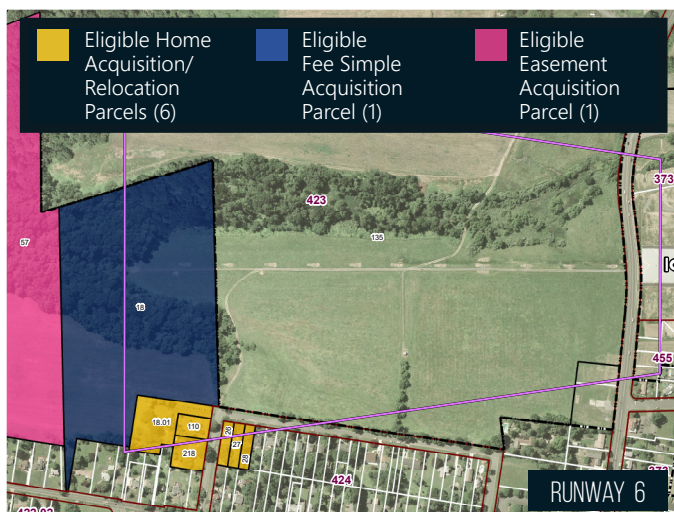 Eligible Home
Acquisition/
Relocation
Parcels (6)
Eligible
Fee Simple
Acquisition
Parcel (1)
Eligible
Easement
Acquisition
Parcel (1)
423
373
57
135
18
455
18.01
110
218
26
27
28
424
RUNWAY 6